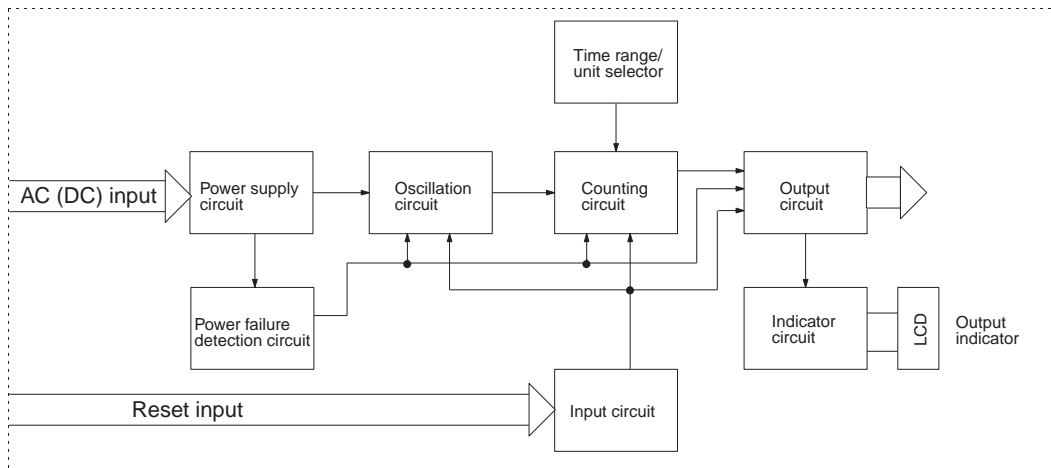 Time range/
unit selector
AC (DC) input
Power supply
circuit
Oscillation
circuit
Counting
circuit
Output
circuit
Power failure
detection circuit
Indicator
circuit
LCD
Output
indicator
Reset input
Input circuit